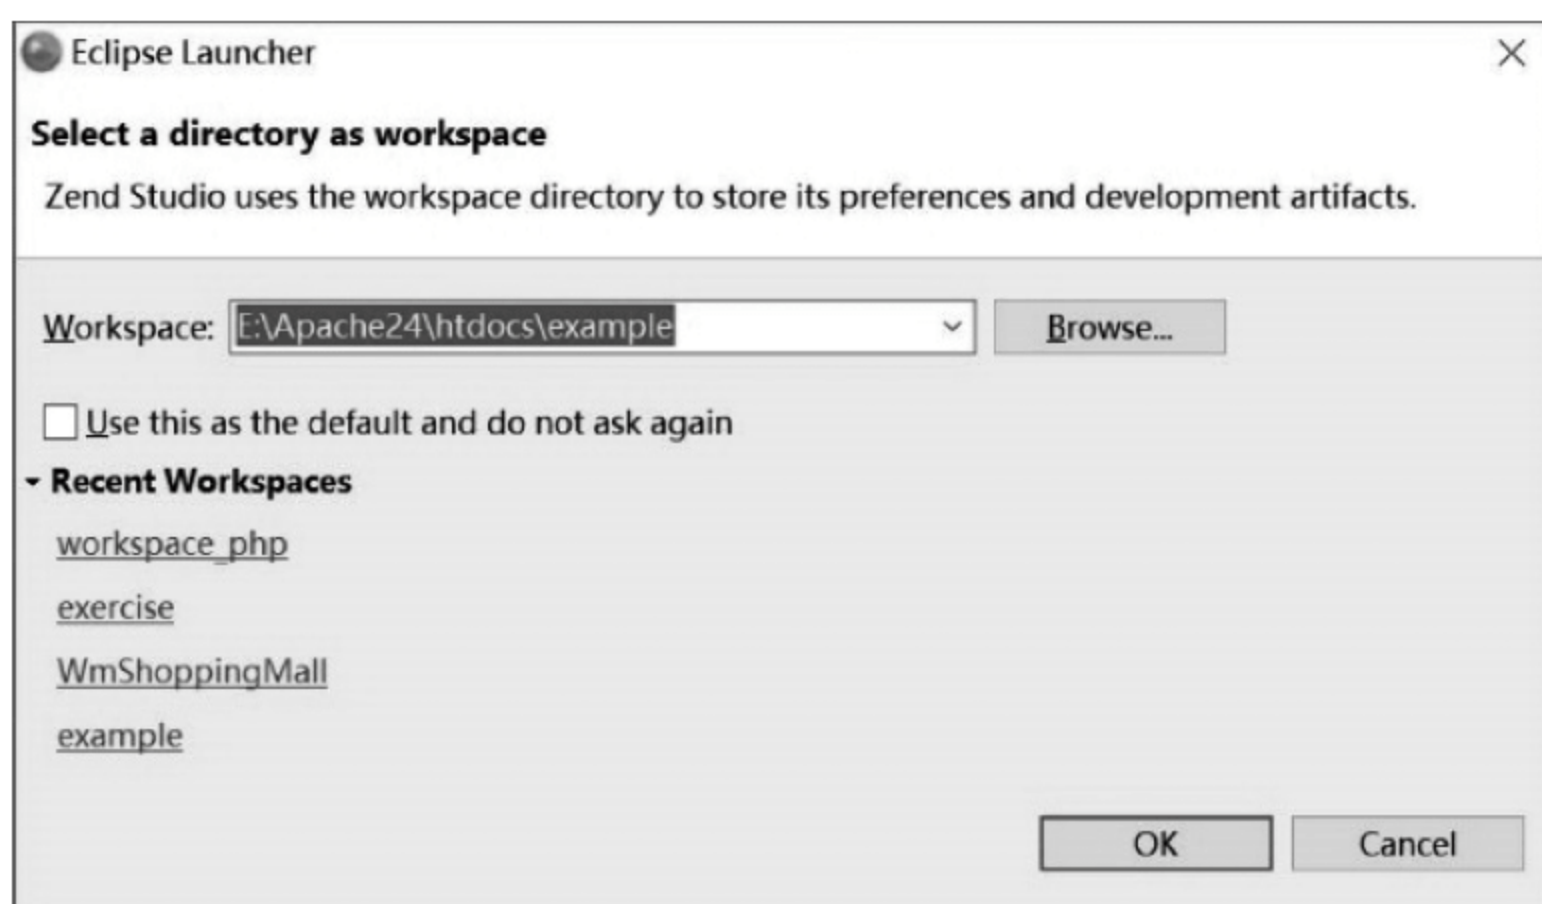 Eclipse Launcher
Select a directory as workspace
Zend Studio uses the workspace directory to store its preferences and development artifacts.
Workspace: E:\Apache24\htdocs\example Browse...
Use this as the default and do not ask again
Recent Workspaces
workspace_php
exercise
WmShoppingMall
example
OK Cancel